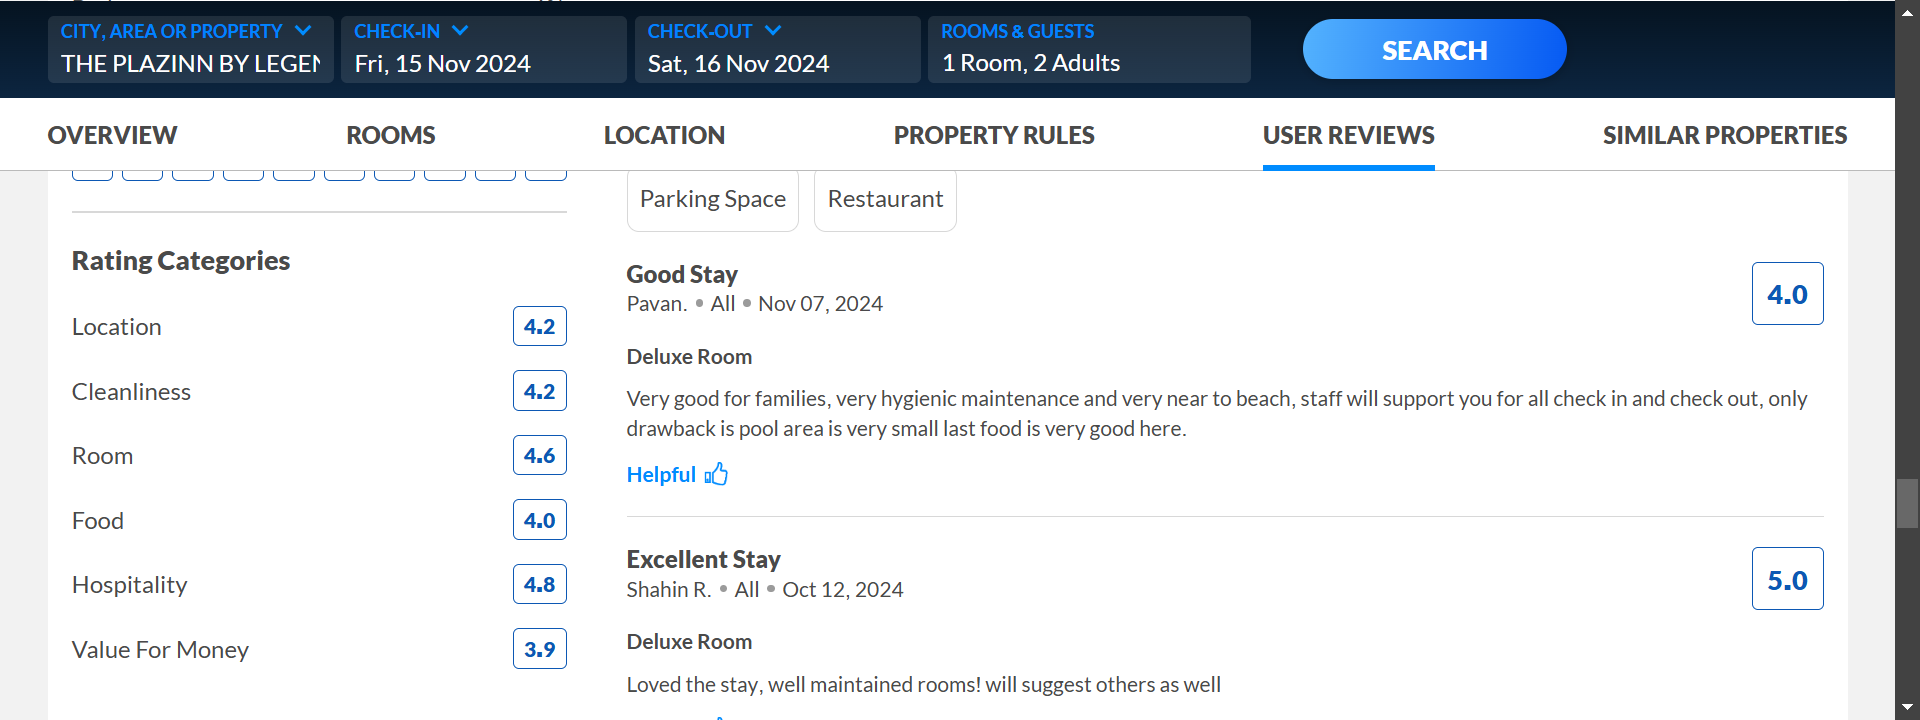 CITY, AREA OR PROPERTY
THE PLAZINN BY LEGEN
CHECK-IN
Fri, 15 Nov 2024
CHECK-OUT
Sat, 16 Nov 2024
ROOMS & GUESTS
1 Room, 2 Adults
SEARCH
OVERVIEW
ROOMS
LOCATION
PROPERTY RULES
USER REVIEWS
SIMILAR PROPERTIES
Rating Categories
Location 4.2
Cleanliness 4.2
Room 4.6
Food 4.0
Hospitality 4.8
Value For Money 3.9
Parking Space
Restaurant
Good Stay
Pavan. • All • Nov 07, 2024
4.0
Deluxe Room
Very good for families, very hygienic maintenance and very near to beach, staff will support you for all check in and check out, only
drawback is pool area is very small last food is very good here.
Helpful
Excellent Stay
Shahin R. • All • Oct 12, 2024
5.0
Deluxe Room
Loved the stay, well maintained rooms! will suggest others as well